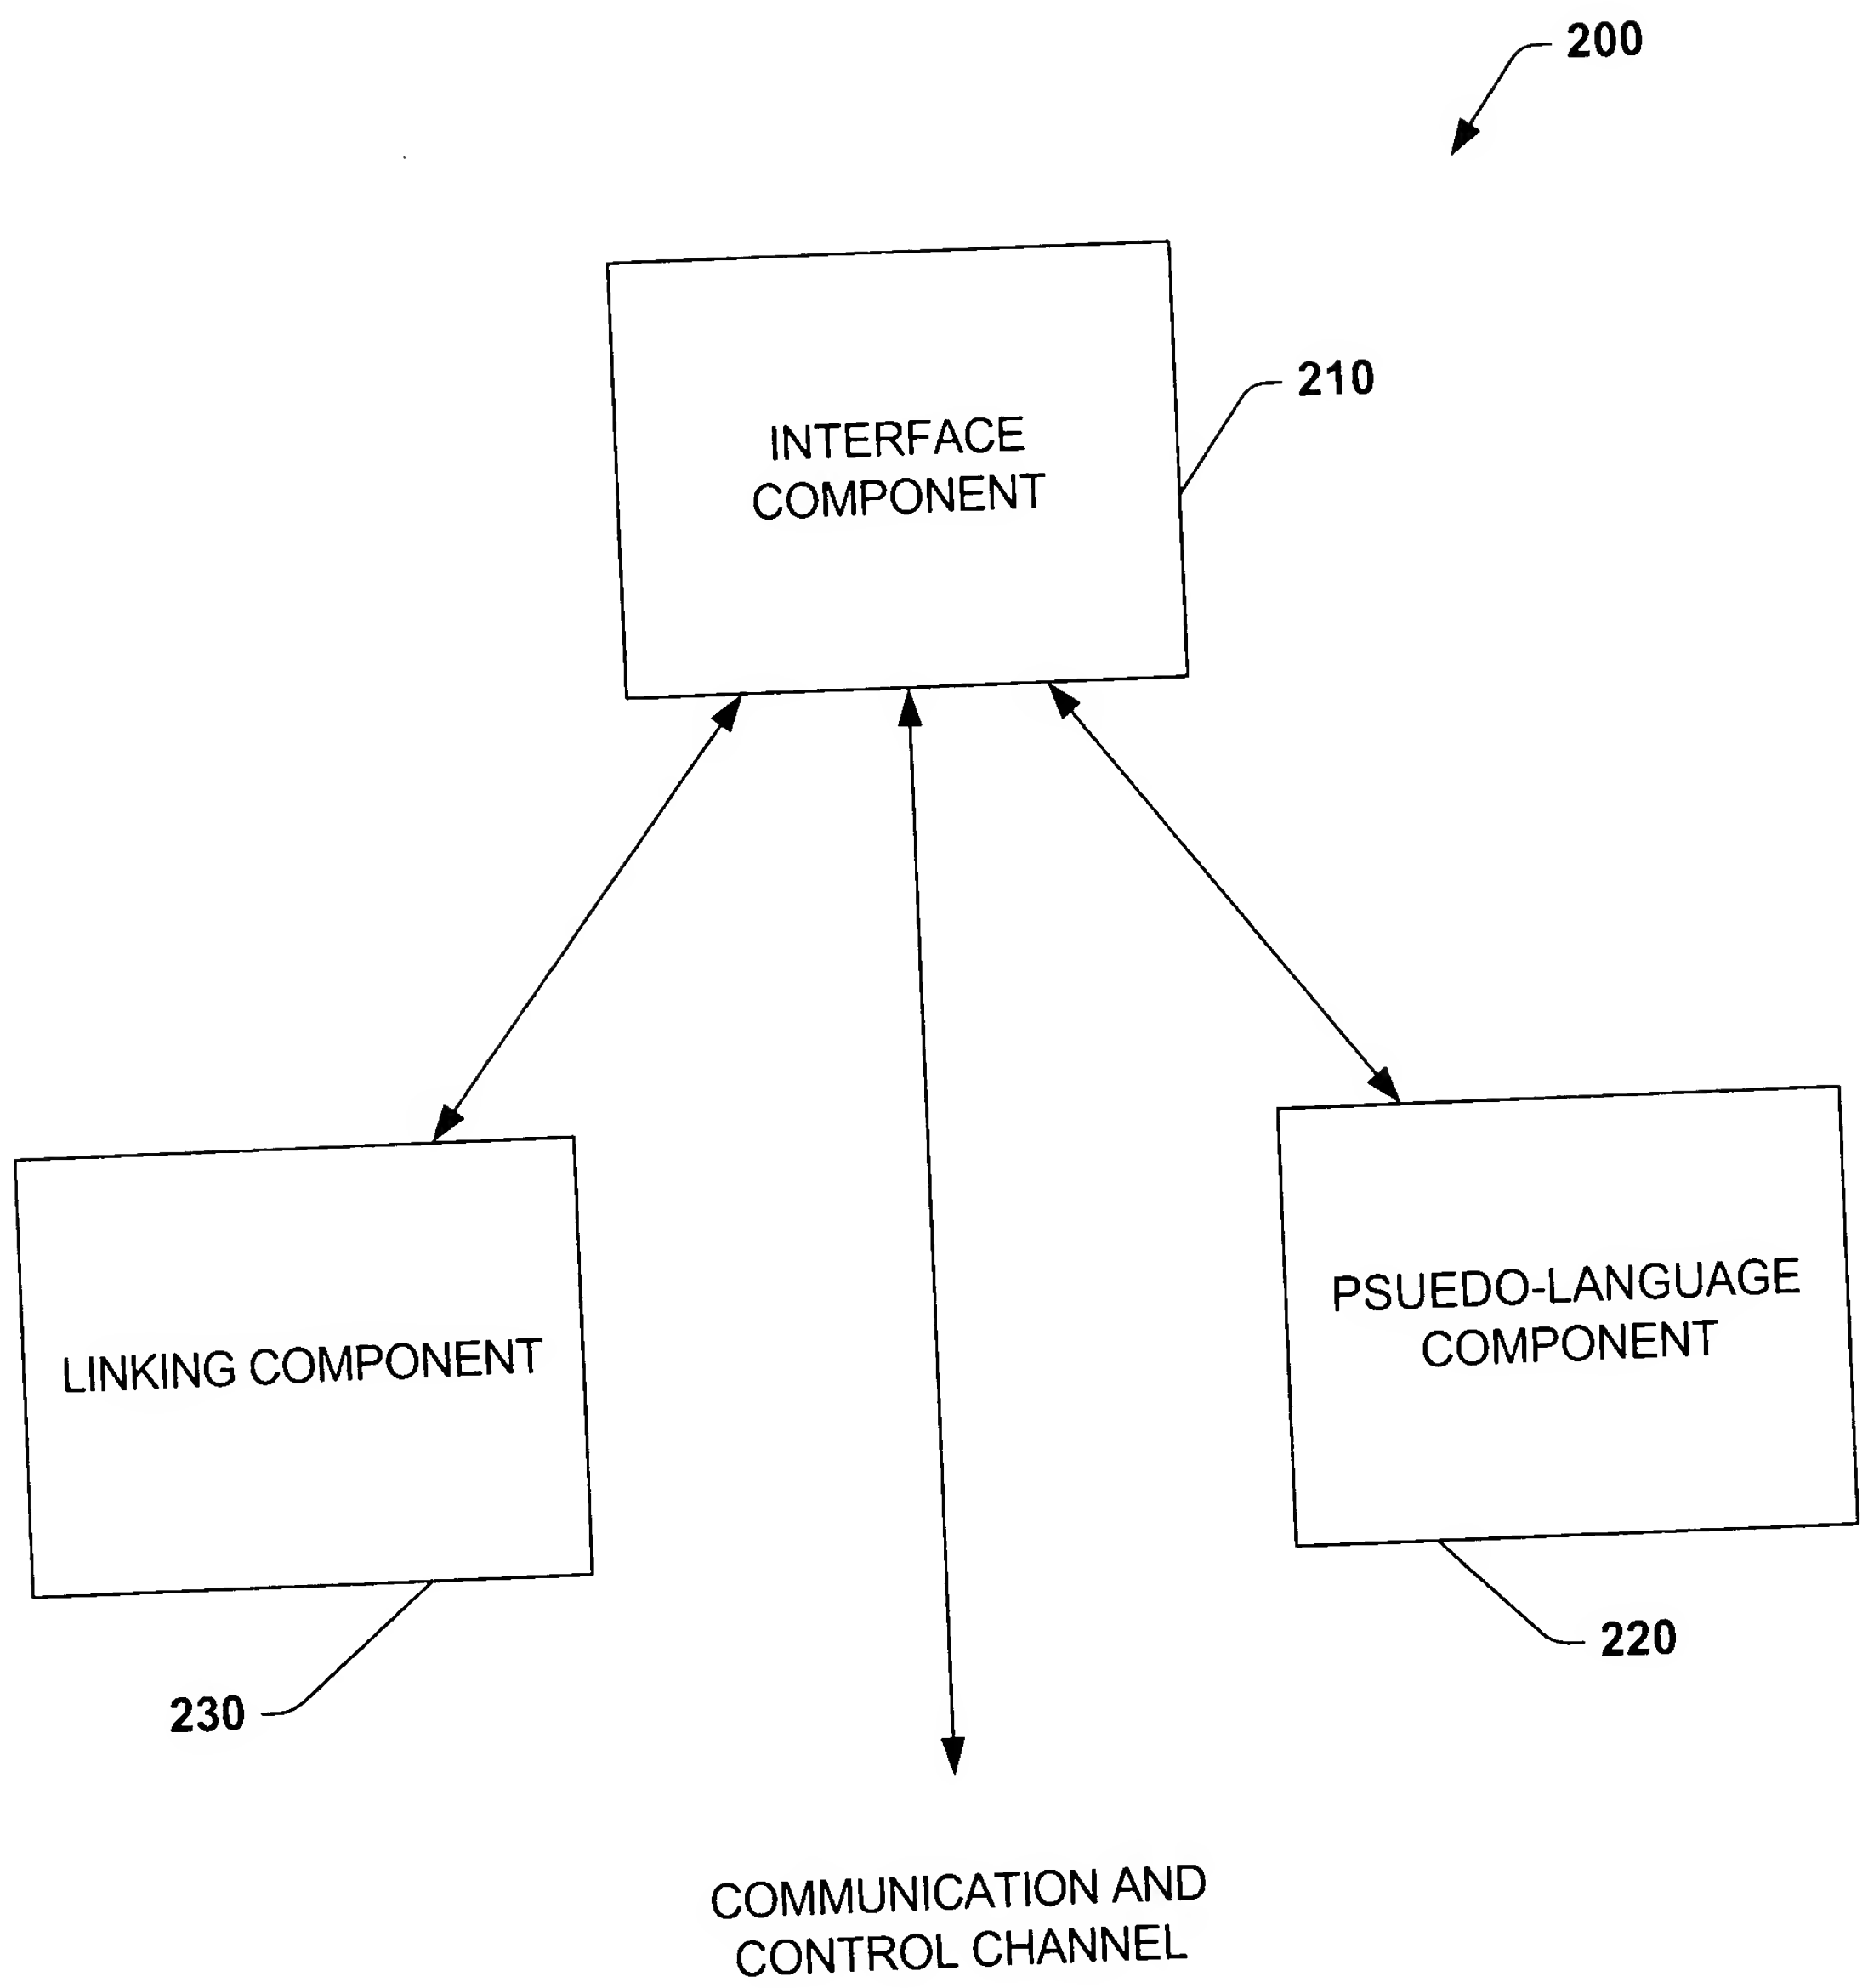 200
210
INTERFACE
COMPONENT
PSUEDO-LANGUAGE
COMPONENT
LINKING COMPONENT
220
230
COMMUNICATION AND
CONTROL CHANNEL